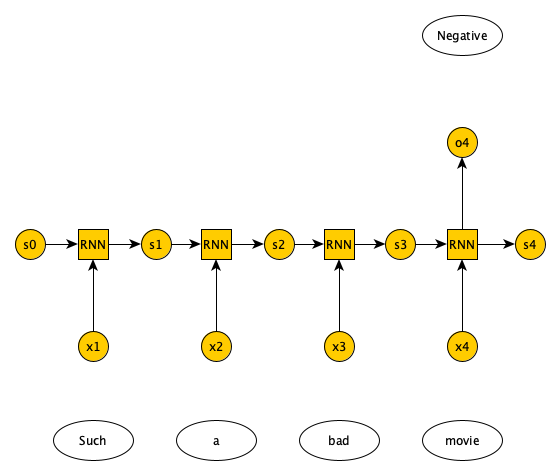 Negative
o4
s0 RNN s1 RNN s2 RNN s3 RNN s4
x1 x2 x3 x4
Such a bad movie